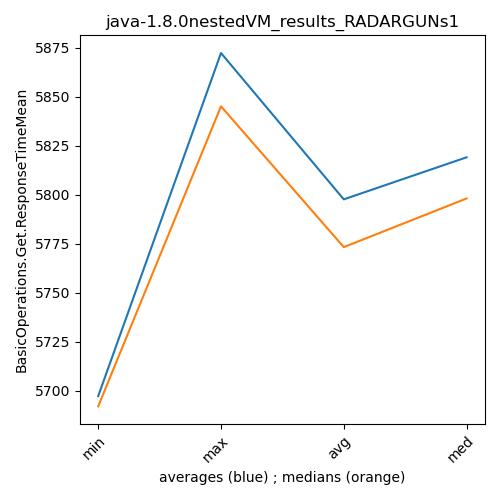 java-1.8.0nestedVM_results_RADARGUNs1
BasicOperations.Get.ResponseTimeMean
5875
5850
5825
5800
5775
5750
5725
5700
min
max
avg
med
averages (blue) ; medians (orange)